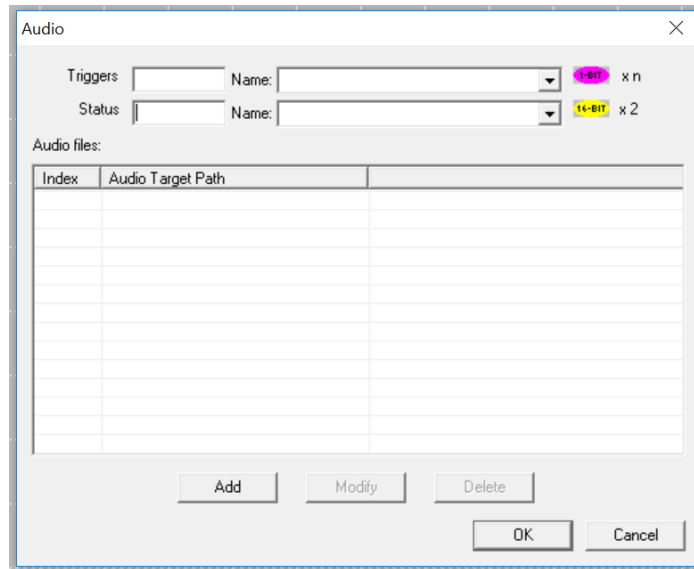 Audio
Triggers Name: 1-BIT x n
Status Name: 16-BIT x 2
Audio files:
Index Audio Target Path
Add Modify Delete
OK Cancel